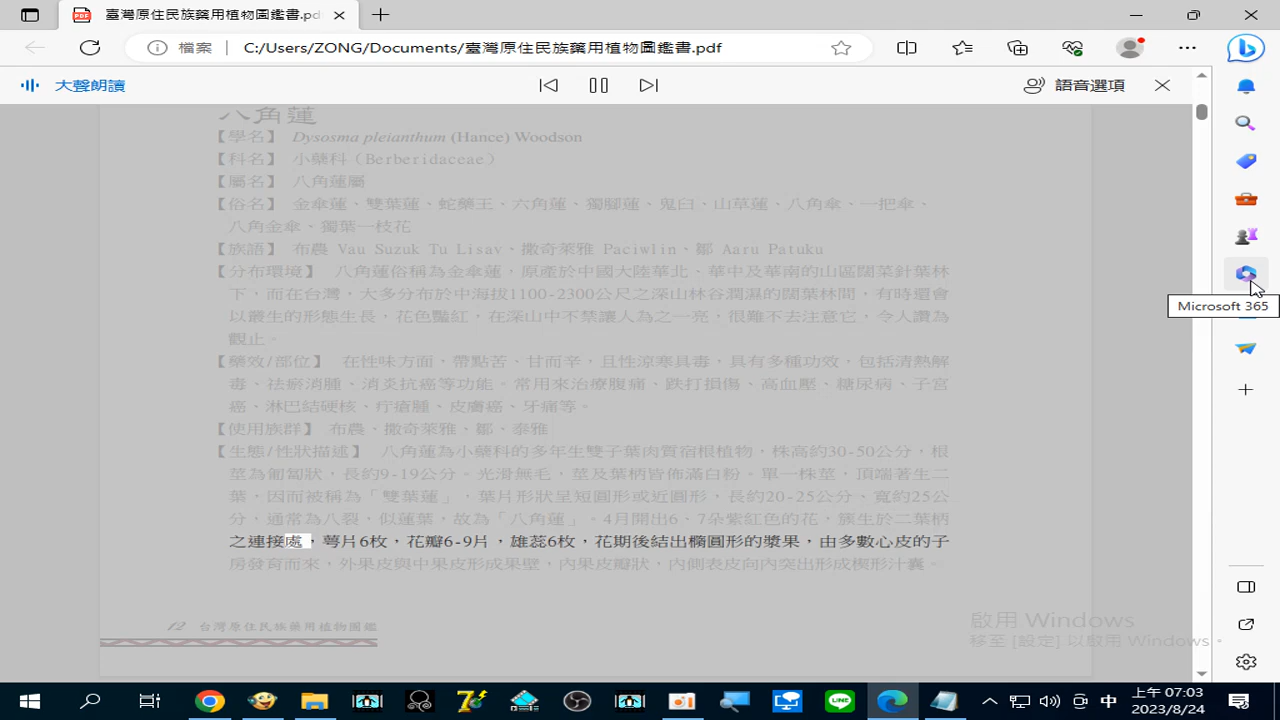 臺灣原住民族藥用植物圖鑑書.pdf
檔案
C:/Users/ZONG/Documents/臺灣原住民族藥用植物圖鑑書.pdf
大聲朗讀
語音選項
八角蓮
【學名】 Dysosma pleianthum (Hance) Woodson
【科名】 小蘗科（Berberidaceae）
【屬名】 八角蓮屬
【俗名】 金傘蓮、雙葉蓮、蛇藥王、六角蓮、獨腳蓮、鬼臼、山草蓮、八角傘、一把傘、
八角金傘、獨葉一枝花
【族語】 布農 Vau Suzuk Tu Lisav、撒奇萊雅 Paciwlin、鄒 Aaru Patuku
【分布環境】 八角蓮俗稱為金傘蓮，原產於中國大陸華北、華中及華南的山區闊菜針葉林
下，而在台灣，大多分布於中海拔1100-2300公尺之深山林谷潤濕的闊葉林間，有時還會
以叢生的形態生長，花色豔紅，在深山中不禁讓人為之一亮，很難不去注意它，令人讚為
觀止。
【藥效/部位】 在性味方面，帶點苦、甘而辛，且性涼寒具毒，具有多種功效，包括清熱解
毒、祛瘀消腫、消炎抗癌等功能。常用來治療腹痛、跌打損傷、高血壓、糖尿病、子宮
癌、淋巴結硬核、疔瘡腫、皮膚癌、牙痛等。
【使用族群】 布農、撒奇萊雅、鄒、泰雅
【生態/性狀描述】 八角蓮為小蘗科的多年生雙子葉肉質宿根植物，株高約30-50公分，根
莖為匍匐狀，長約9-19公分。光滑無毛，莖及葉柄皆佈滿白粉。單一株莖，頂端著生二
葉，因而被稱為「雙葉蓮」，葉片形狀呈短圓形或近圓形，長約20-25公分、寬約25公
分，通常為八裂，似蓮葉，故為「八角蓮」。4月開出6、7朵紫紅色的花，簇生於二葉柄
之連接處，萼片6枚，花瓣6-9片，雄蕊6枚，花期後結出橢圓形的漿果，由多數心皮的子
房發育而來，外果皮與中果皮形成果壁，內果皮瓣狀，內側表皮向內突出形成楔形汁囊。
12 台灣原住民族藥用植物圖鑑
Microsoft 365
啟用 Windows
移至 [設定] 以啟用 Windows。
中
上午 07:03
2023/8/24